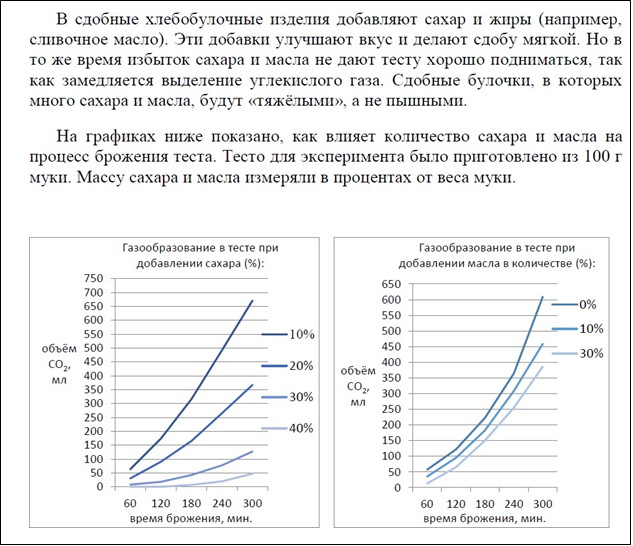 В сдобные хлебобулочные изделия добавляют сахар и жиры (например,
сливочное масло). Эти добавки улучшают вкус и делают сдобу мягкой. Но в
то же время избыток сахара и масла не дают тесту хорошо подниматься, так
как замедляется выделение углекислого газа. Сдобные булочки, в которых
много сахара и масла, будут «тяжёлыми», а не пышными.
На графиках ниже показано, как влияет количество сахара и масла на
процесс брожения теста. Тесто для эксперимента было приготовлено из 100 г
муки. Массу сахара и масла измеряли в процентах от веса муки.
Газообразование в тесте при
добавлении сахара (%):
750
700
650
600
550
500
450
400
350
300
250
200
150
100
50
0
объём
CO₂,
мл
10%
20%
30%
40%
60 120 180 240 300
время брожения, мин.
Газообразование в тесте при
добавлении масла в количестве (%):
650
600
550
500
450
400
350
300
250
200
150
100
50
0
объём
CO₂,
мл
0%
10%
30%
60 120 180 240 300
время брожения, мин.